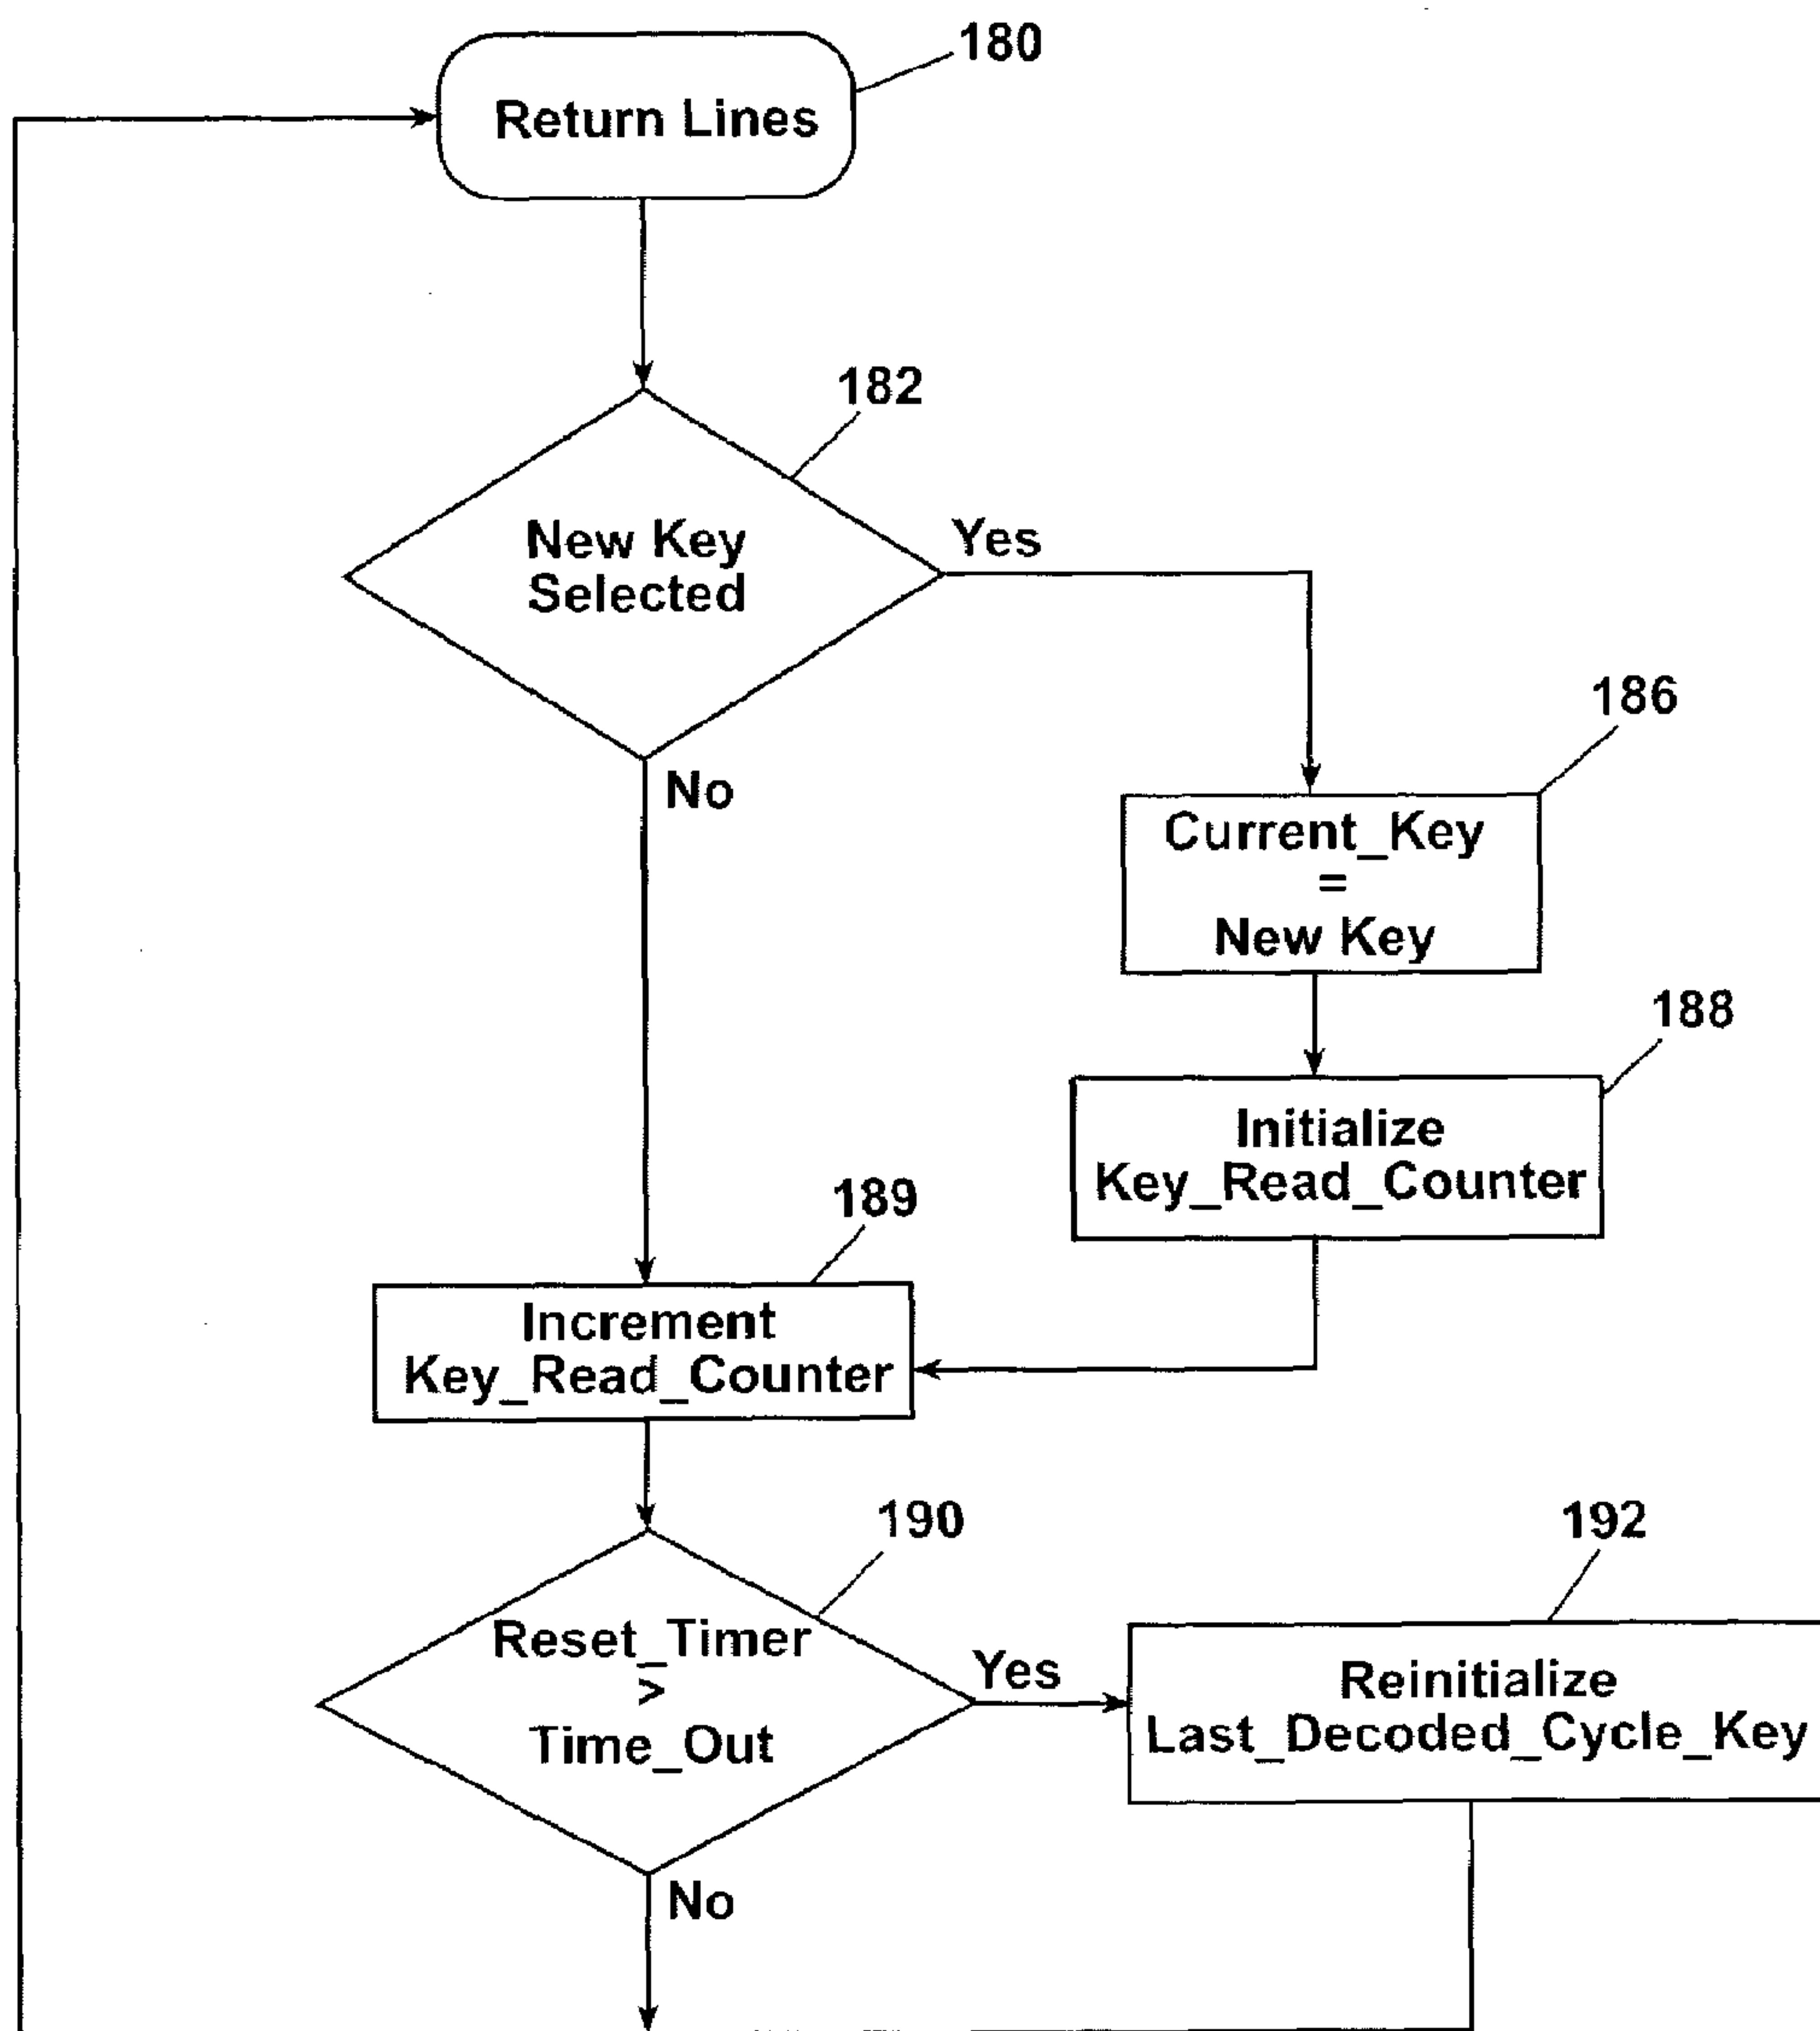 180
Return Lines
182
New Key
Selected
Yes
No
186
Current_Key
=
New Key
188
Initialize
Key_Read_Counter
189
Increment
Key_Read_Counter
190
Reset_Timer
>
Time_Out
Yes
No
192
Reinitialize
Last_Decoded_Cycle_Key